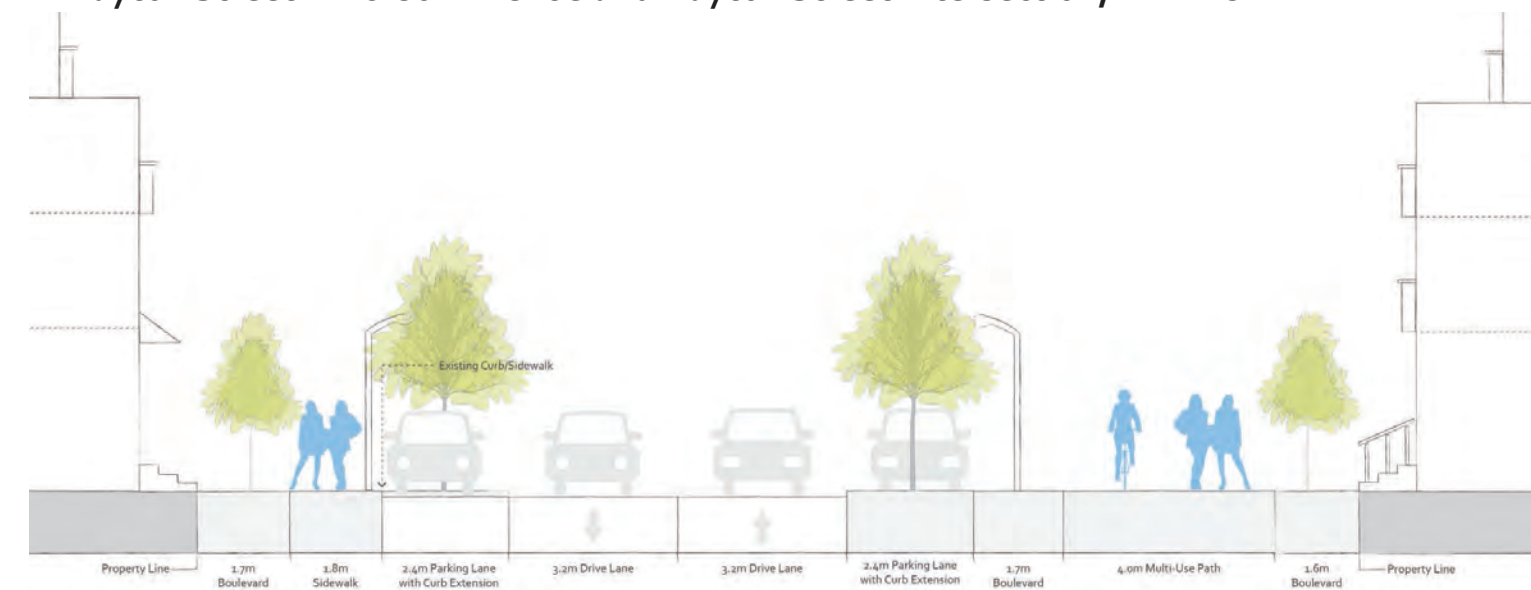 Existing Curb/Sidewalk
Property Line
1.7m
Boulevard
1.8m
Sidewalk
2.4m Parking Lane
with Curb Extension
3.2m Drive Lane
3.2m Drive Lane
2.4m Parking Lane
with Curb Extension
1.7m
Boulevard
4.0m Multi-Use Path
1.6m
Boulevard
Property Line